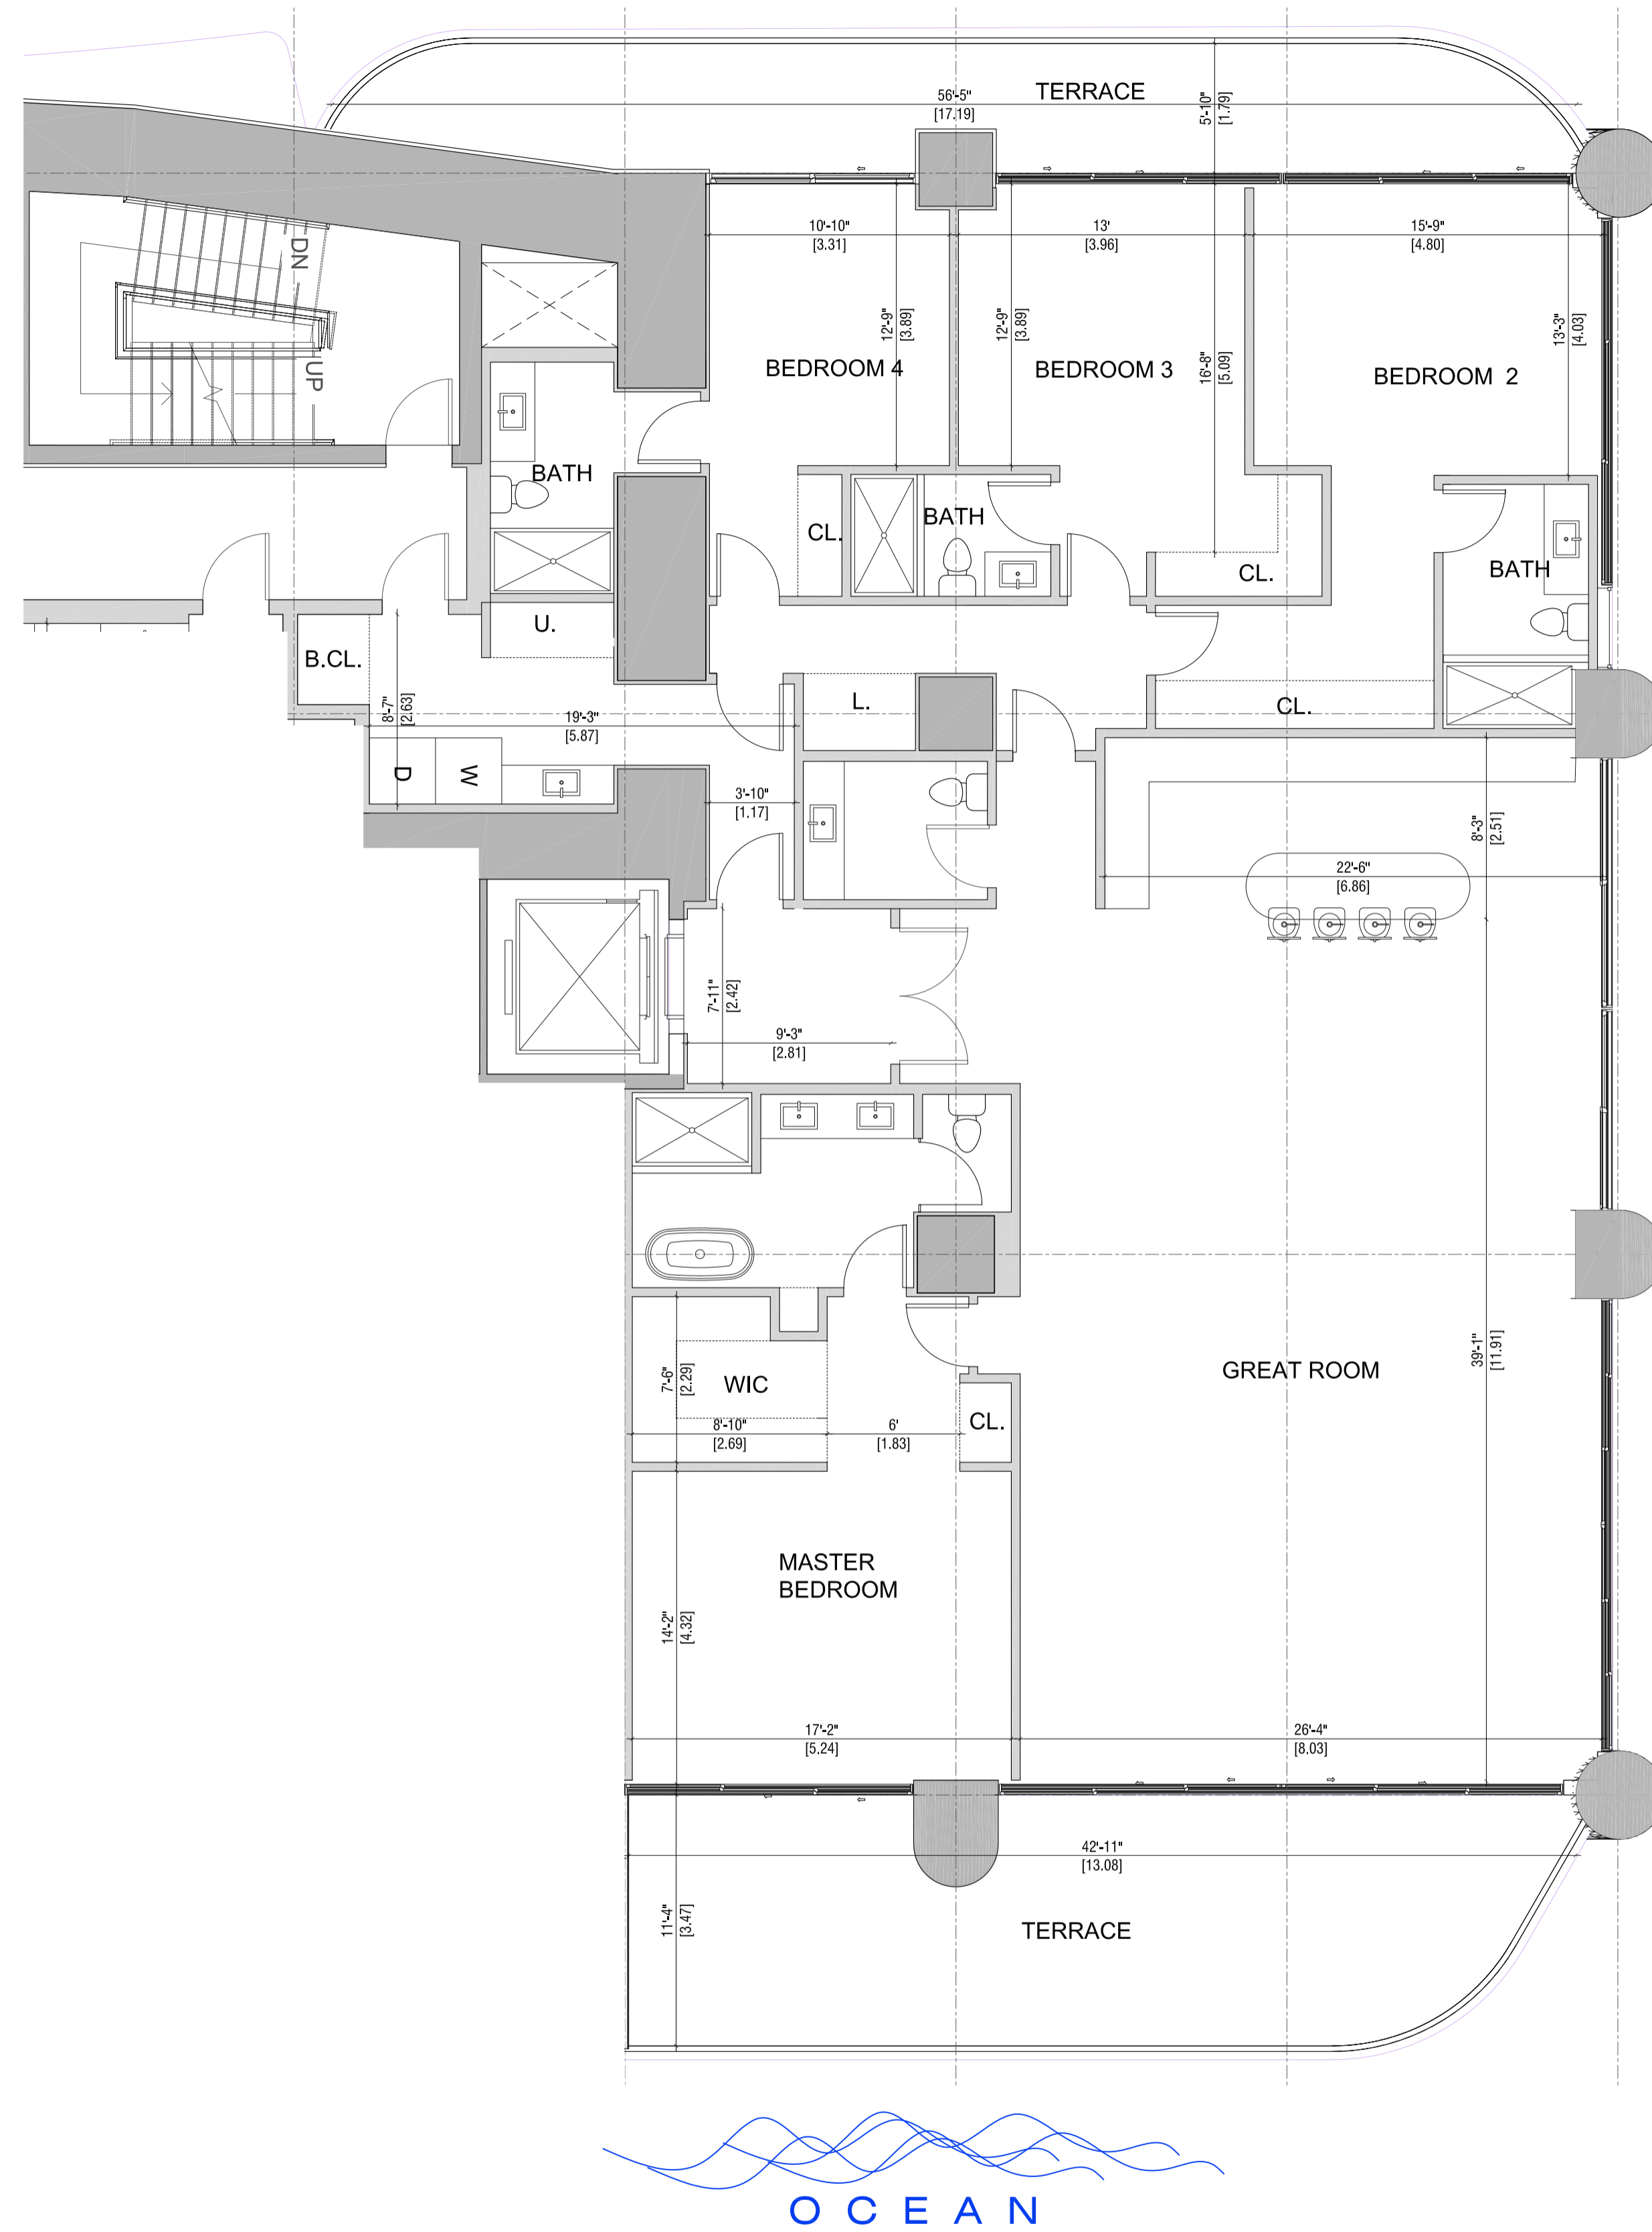 TERRACE
56'-5"
[17.19]
5'-10"
[1.79]
DN
UP
10'-10"
[3.31]
13'
[3.96]
15'-9"
[4.80]
12'-9"
[3.89]
12'-9"
[3.89]
16'-8"
[5.09]
13'-3"
[4.03]
BEDROOM 4
BEDROOM 3
BEDROOM 2
BATH
CL.
BATH
CL.
BATH
U.
B.CL.
8'-7"
[2.63]
19'-3"
[5.87]
L.
CL.
D
W
3'-10"
[1.17]
8'-3"
[2.51]
22'-6"
[6.86]
7'-11"
[2.42]
9'-3"
[2.81]
39'-1"
[11.91]
GREAT ROOM
7'-6"
[2.29]
WIC
8'-10"
[2.69]
6'
[1.83]
CL.
MASTER
BEDROOM
14'-2"
[4.32]
17'-2"
[5.24]
26'-4"
[8.03]
42'-11"
[13.08]
11'-4"
[3.47]
TERRACE
OCEAN